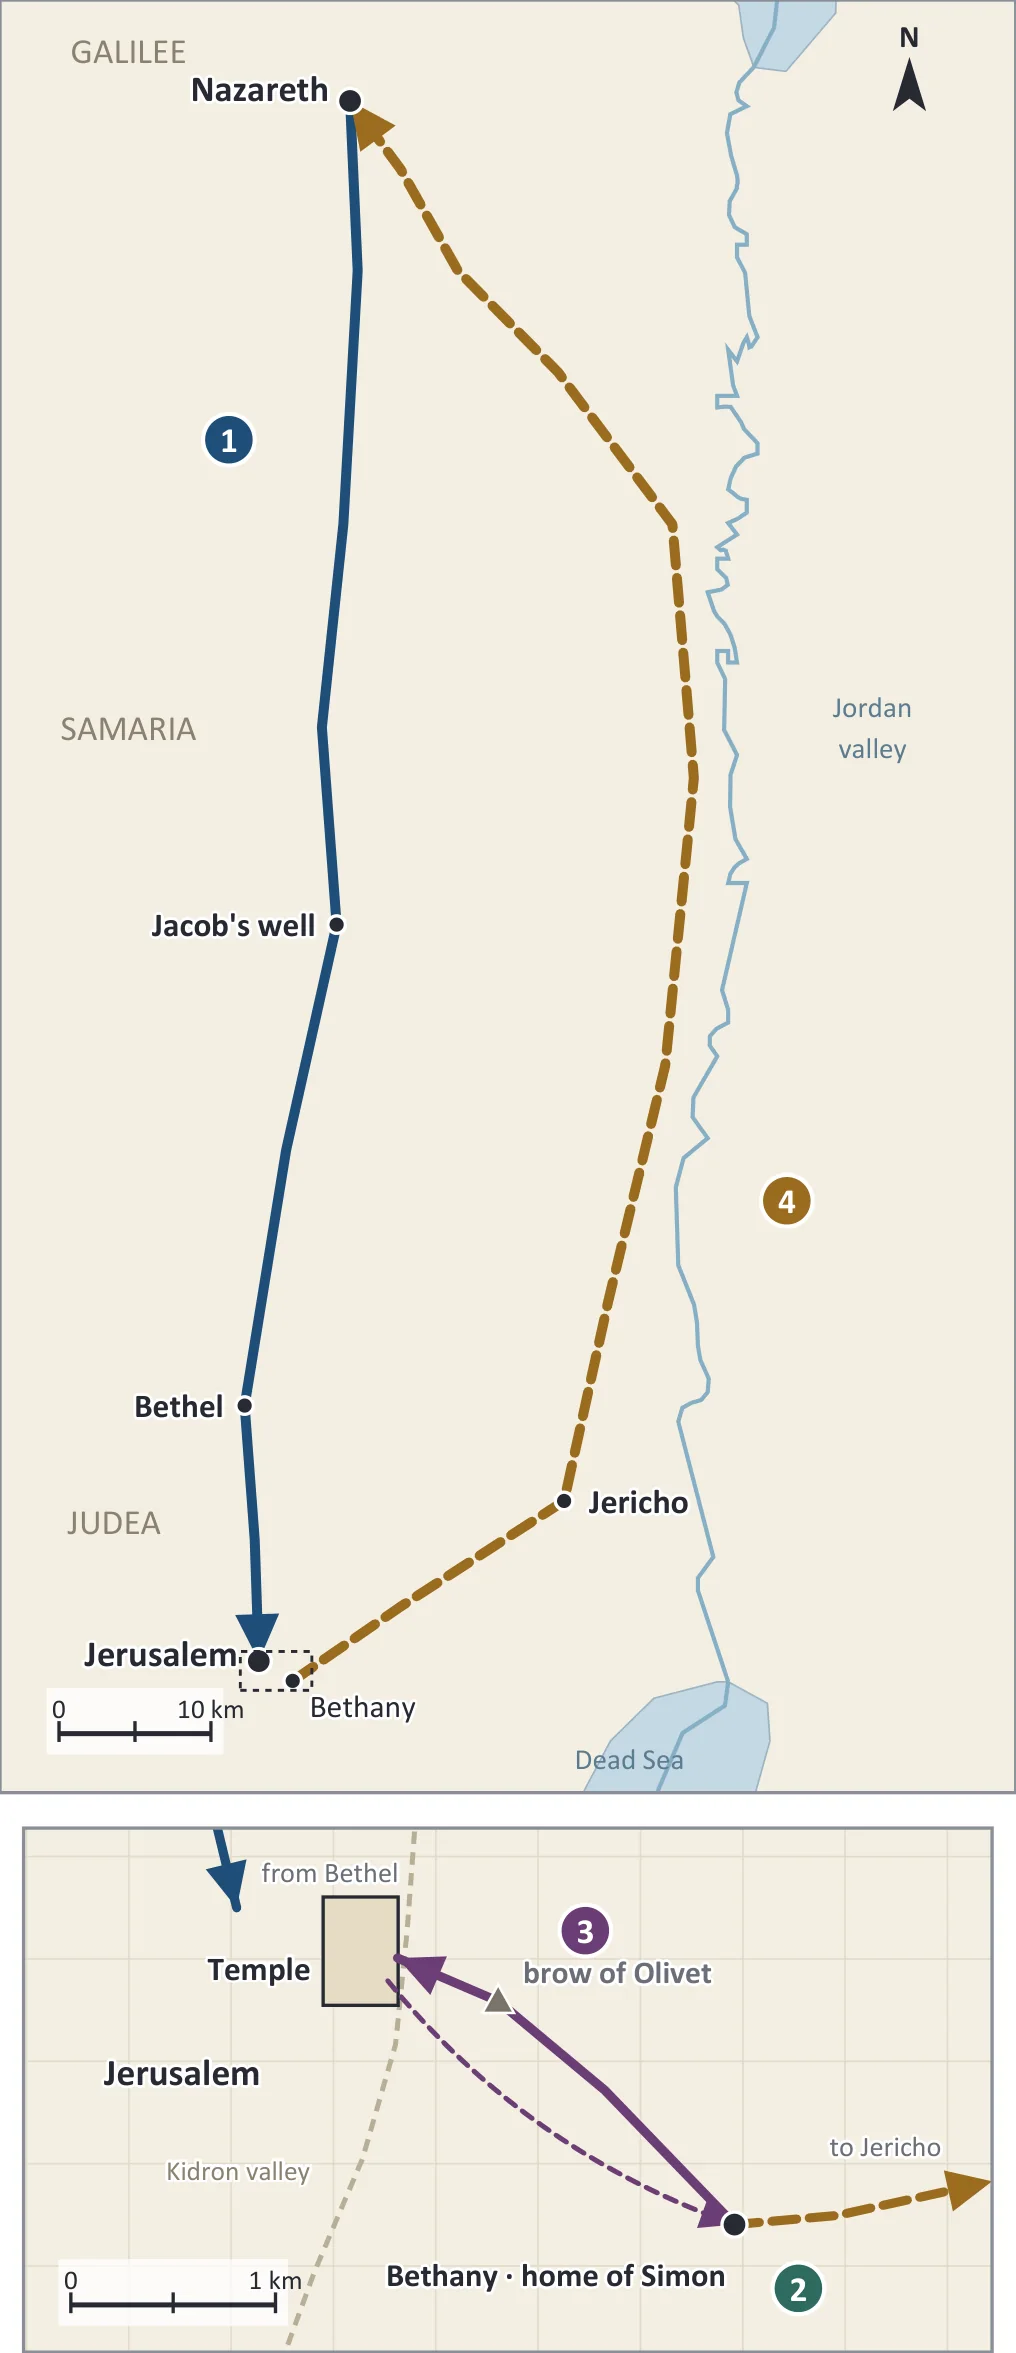 GALILEE
N
Nazareth
1
SAMARIA
Jordan
valley
Jacob's well
4
Bethel
Jericho
JUDEA
Jerusalem
Bethany
0 10 km
Dead Sea
from Bethel
3
Temple
brow of Olivet
Jerusalem
to Jericho
Kidron valley
Bethany · home of Simon
2
0 1 km